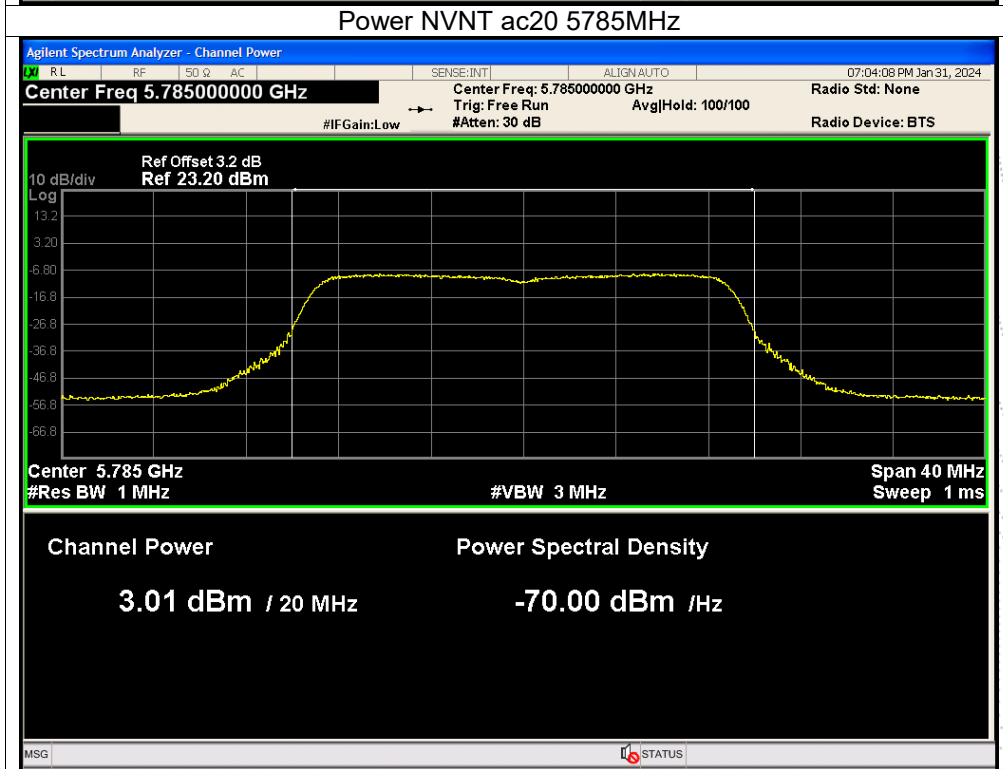 Power NVNT ac20 5785MHz
Agilent Spectrum Analyzer - Channel Power
LXI RL RF 50 Ω AC SENSE:INT ALIGN AUTO 07:04:08 PM Jan 31, 2024
Center Freq 5.785000000 GHz Center Freq: 5.785000000 GHz Radio Std: None
Trig: Free Run Avg|Hold: 100/100
#IFGain:Low #Atten: 30 dB Radio Device: BTS
Ref Offset 3.2 dB
10 dB/div Ref 23.20 dBm
Log
13.2
3.20
-6.80
-16.8
-26.8
-36.8
-46.8
-56.8
-66.8
Center 5.785 GHz Span 40 MHz
#Res BW 1 MHz #VBW 3 MHz Sweep 1 ms
Channel Power Power Spectral Density
3.01 dBm / 20 MHz -70.00 dBm /Hz
MSG STATUS